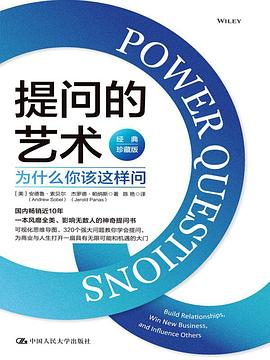 WILEY
POWER QUESTIONS
提问的
艺术
经典
珍藏版
为什么你该这样问
[美] 安德鲁·索贝尔 杰罗德·帕纳斯 著 陈艳 译
(Andrew Sobel) (Jerold Panas)
国内畅销近10年
一本风靡全美、影响无数人的神奇提问书
可视化思维导图、320个强大问题教你学会提问,
为商业与人生打开一扇具有无限可能和机遇的大门
Build Relationships,
Win New Business,
and Influence Others
中国人民大学出版社